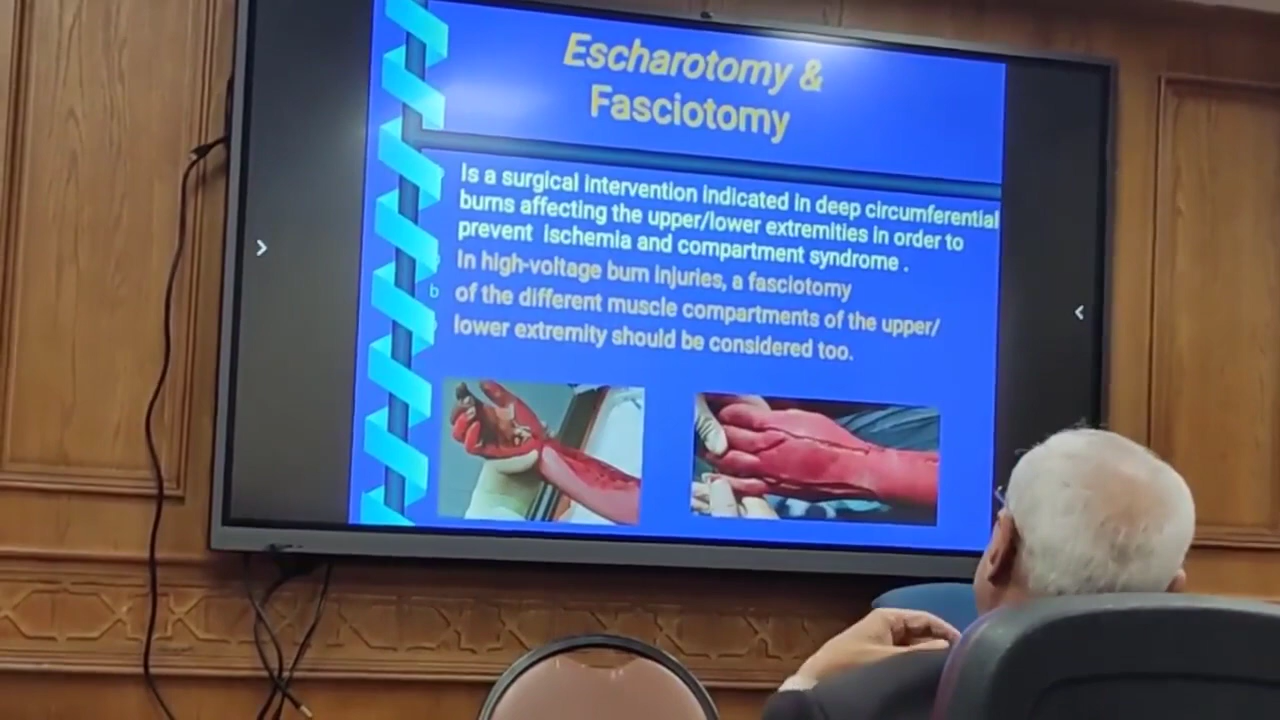 Escharotomy &
Fasciotomy
Is a surgical intervention indicated in deep circumferential
burns affecting the upper/lower extremities in order to
prevent ischemia and compartment syndrome .
In high-voltage burn injuries, a fasciotomy
b
of the different muscle compartments of the upper/
lower extremity should be considered too.